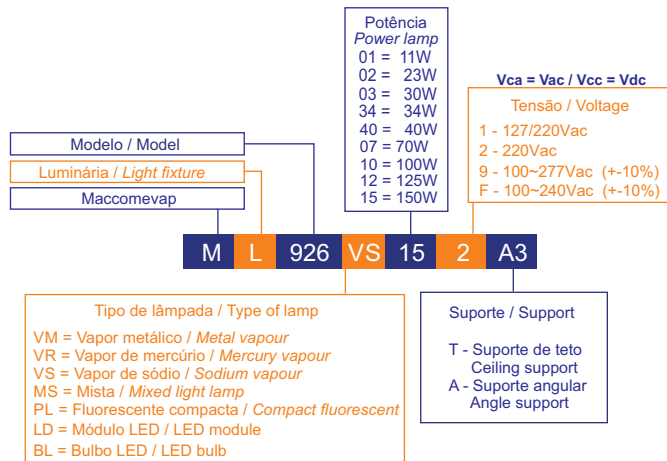 Potência
Power lamp
01 = 11W
02 = 23W
03 = 30W
34 = 34W
40 = 40W
07 = 70W
10 = 100W
12 = 125W
15 = 150W
Vca = Vac / Vcc = Vdc
Tensão / Voltage
1 - 127/220Vac
2 - 220Vac
9 - 100~277Vac (+-10%)
F - 100~240Vac (+-10%)
Modelo / Model
Luminária / Light fixture
Maccomevap
M L 926 VS 15 2 A3
Tipo de lâmpada / Type of lamp
VM = Vapor metálico / Metal vapour
VR = Vapor de mercúrio / Mercury vapour
VS = Vapor de sódio / Sodium vapour
MS = Mista / Mixed light lamp
PL = Fluorescente compacta / Compact fluorescent
LD = Módulo LED / LED module
BL = Bulbo LED / LED bulb
Suporte / Support
T - Suporte de teto
Ceiling support
A - Suporte angular
Angle support